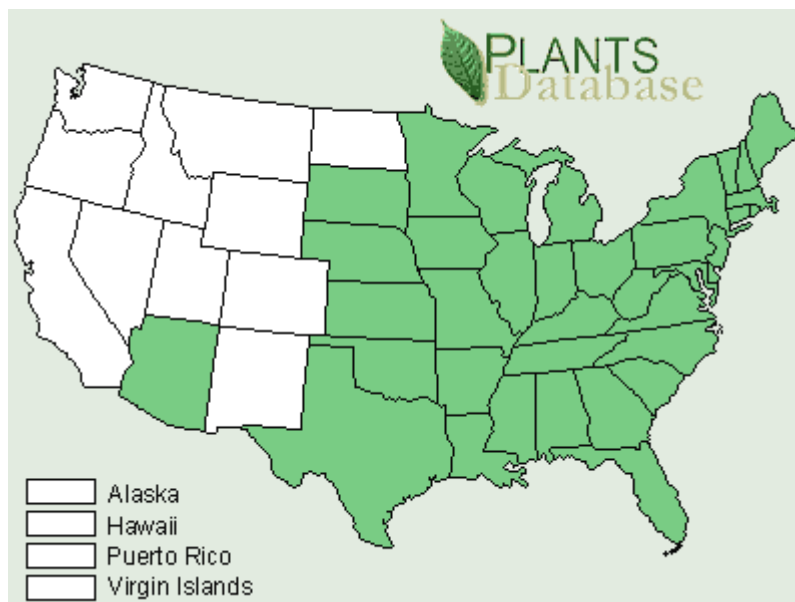 PLANTS
Database
Alaska
Hawaii
Puerto Rico
Virgin Islands